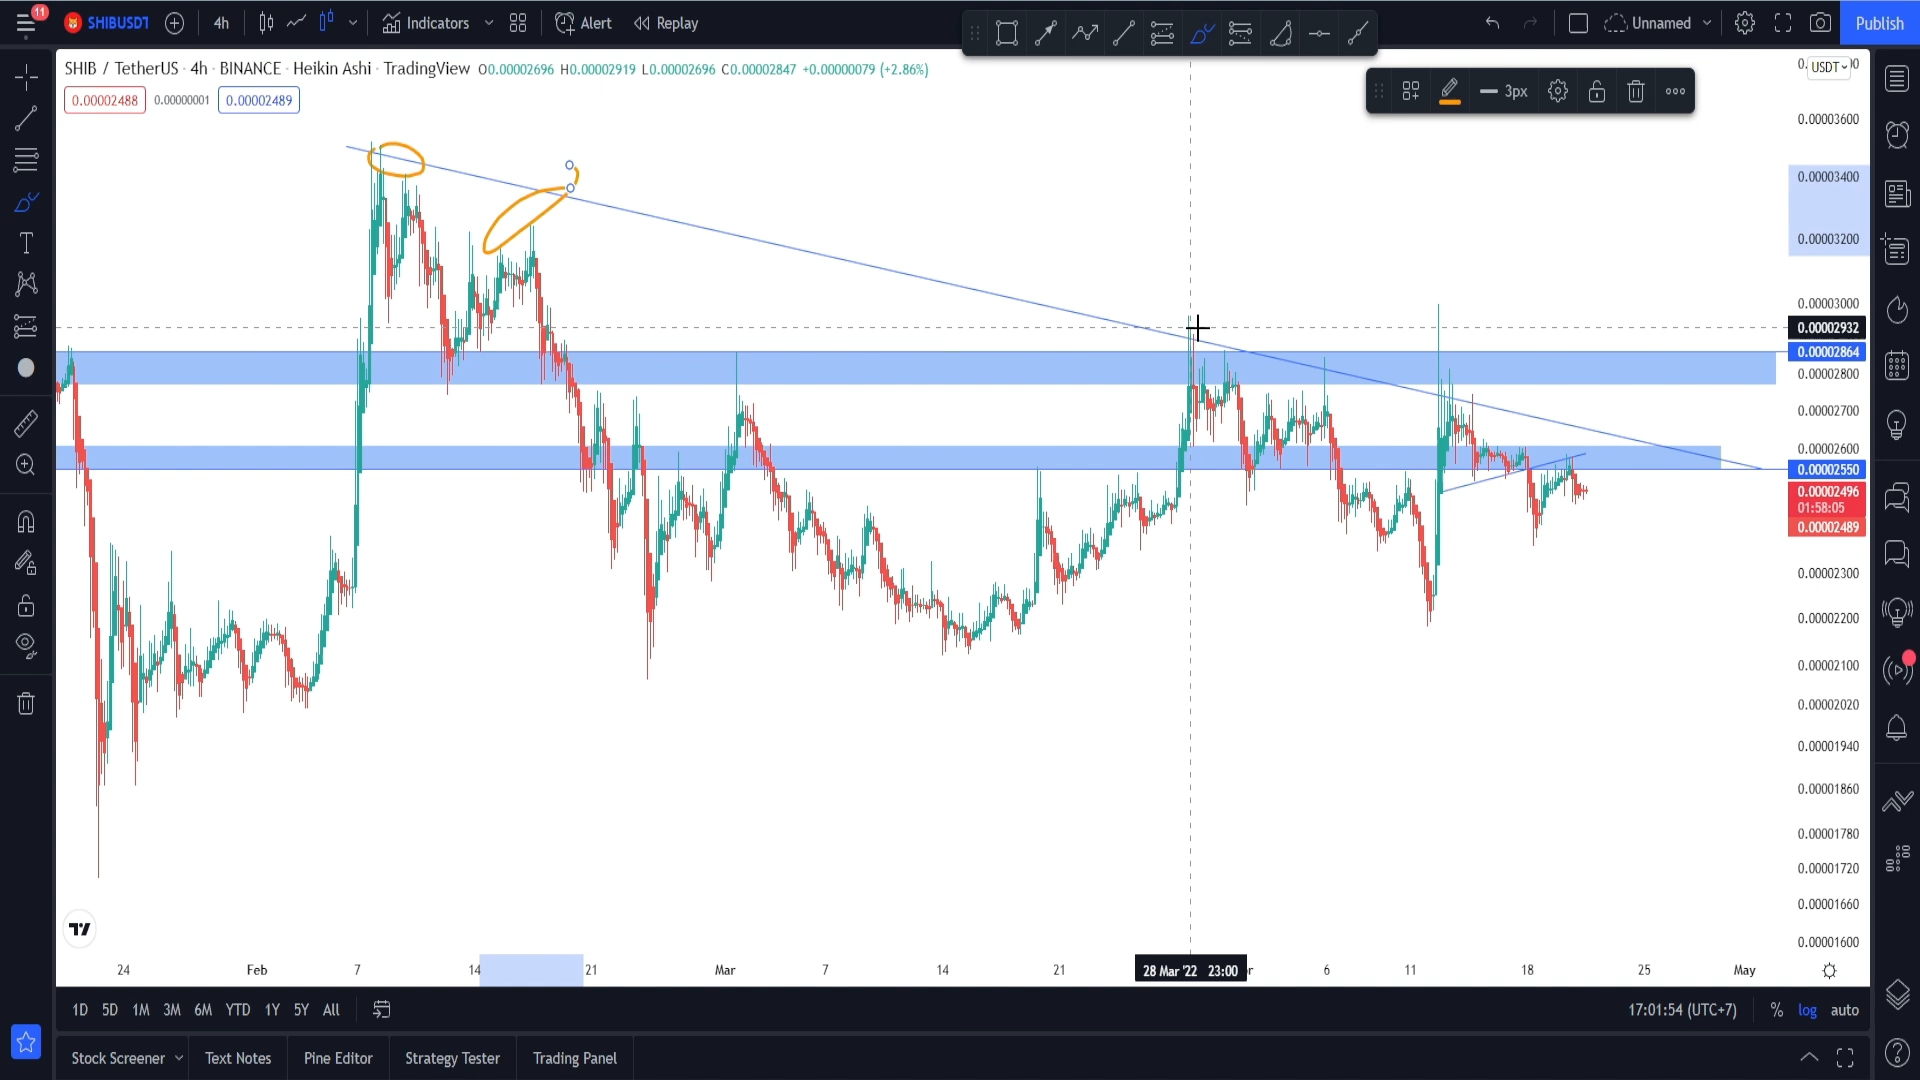 11
SHIBUSDT
4h
Indicators
Alert
Replay
Unnamed
Publish
SHIB / TetherUS · 4h · BINANCE · Heikin Ashi · TradingView O0.00002696 H0.00002919 L0.00002696 C0.00002847 +0.00000079 (+2.86%)
USDT
3px
0.00002488
0.00000001
0.00002489
0.00003600
0.00003400
0.00003200
0.00003000
0.00002932
0.00002864
0.00002800
0.00002700
0.00002600
0.00002550
0.00002496
01:58:05
0.00002489
0.00002300
0.00002200
0.00002100
0.00002020
0.00001940
0.00001860
0.00001780
0.00001720
0.00001660
0.00001600
24 Feb 7 14 21 Mar 7 14 21 28 Mar '22 23:00 6 11 18 25 May
1D 5D 1M 3M 6M YTD 1Y 5Y All
17:01:54 (UTC+7) % log auto
Stock Screener Text Notes Pine Editor Strategy Tester Trading Panel